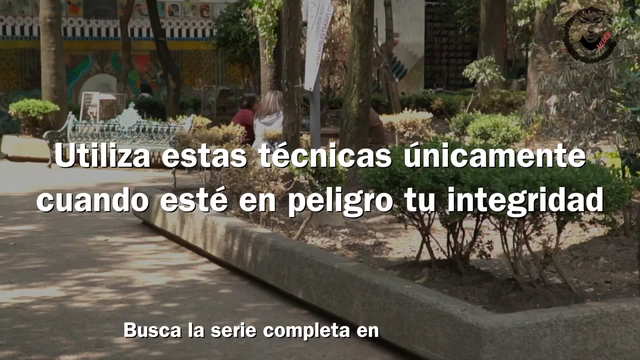 Utiliza estas técnicas únicamente
cuando esté en peligro tu integridad
Busca la serie completa en